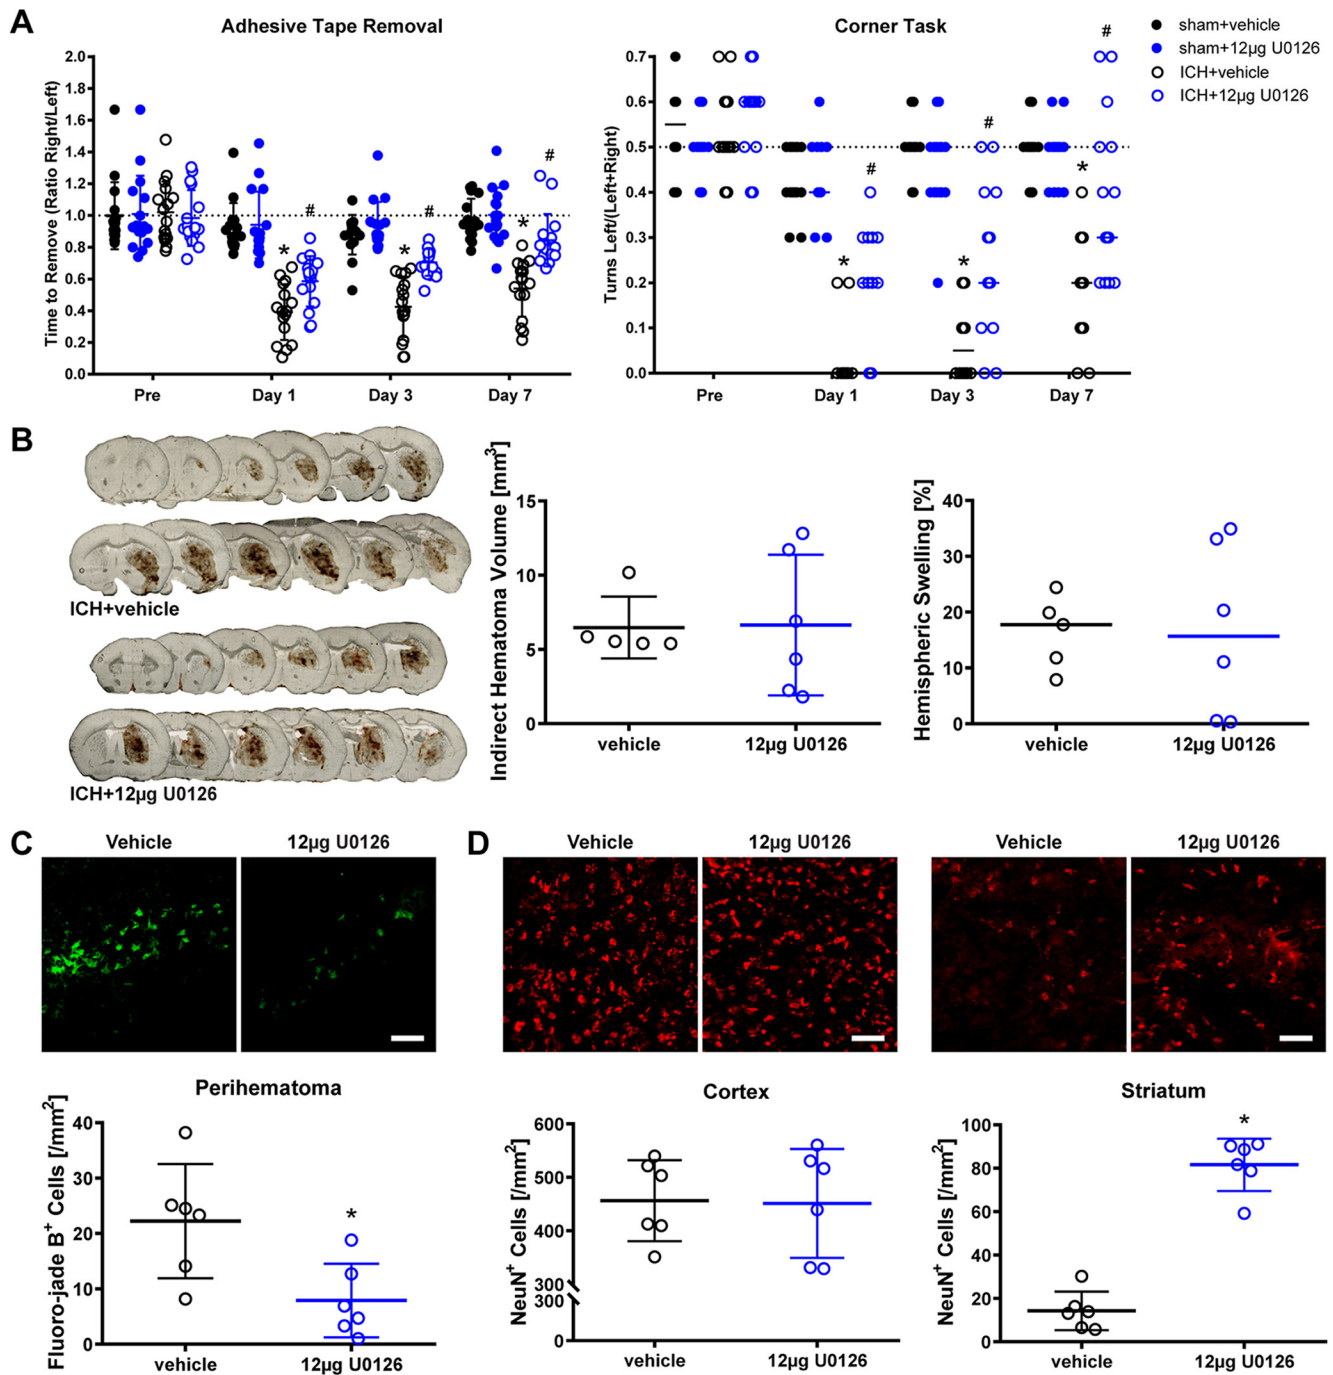 A
Adhesive Tape Removal
Time to Remove (Ratio Right/Left)
2.0
1.8
1.6
1.4
1.2
1.0
0.8
0.6
0.4
0.2
0.0
* # * # * #
Pre Day 1 Day 3 Day 7
Corner Task
Turns Left/(Left+Right)
0.7
0.6
0.5
0.4
0.3
0.2
0.1
0.0
* # * # * #
Pre Day 1 Day 3 Day 7
sham+vehicle
sham+12µg U0126
ICH+vehicle
ICH+12µg U0126
B
ICH+vehicle
ICH+12µg U0126
Indirect Hematoma Volume [mm³]
15
10
5
0
vehicle 12µg U0126
Hemispheric Swelling [%]
40
30
20
10
0
vehicle 12µg U0126
C
Vehicle 12µg U0126
Perihematoma
Fluoro-jade B⁺ Cells [/mm²]
40
30
20
10
0
*
vehicle 12µg U0126
D
Vehicle 12µg U0126
Cortex
NeuN⁺ Cells [/mm²]
600
500
400
300
300
0
vehicle 12µg U0126
Vehicle 12µg U0126
Striatum
NeuN⁺ Cells [/mm²]
100
80
60
40
20
0
*
vehicle 12µg U0126